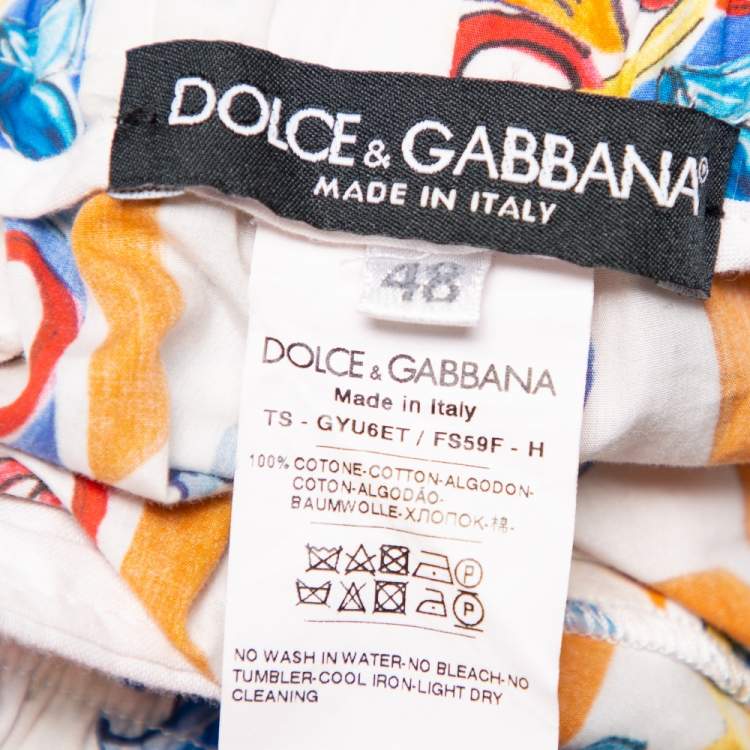 DOLCE & GABBANA®
MADE IN ITALY
48
DOLCE & GABBANA
Made in Italy
TS - GYU6ET / FS59F - H
100% COTONE-COTTON-ALGODON-
COTON-ALGODÃO-
BAUMWOLLE-ХЛОПОК-棉-
P
P
NO WASH IN WATER-NO BLEACH-NO
TUMBLER-COOL IRON-LIGHT DRY
CLEANING